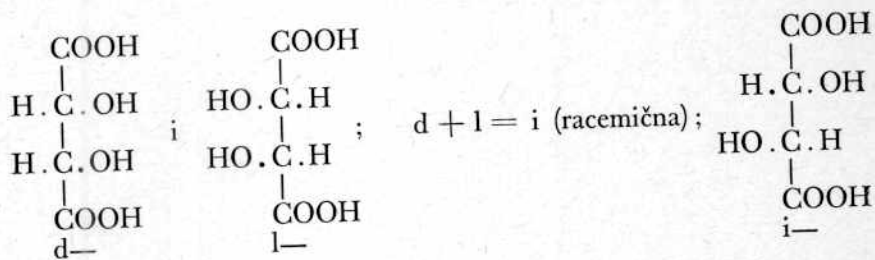 COOH
H.C.OH
H.C.OH
COOH
d—
i
COOH
HO.C.H
HO.C.H
COOH
l—
;
d + l = i (racemična);
COOH
H.C.OH
HO.C.H
COOH
i—